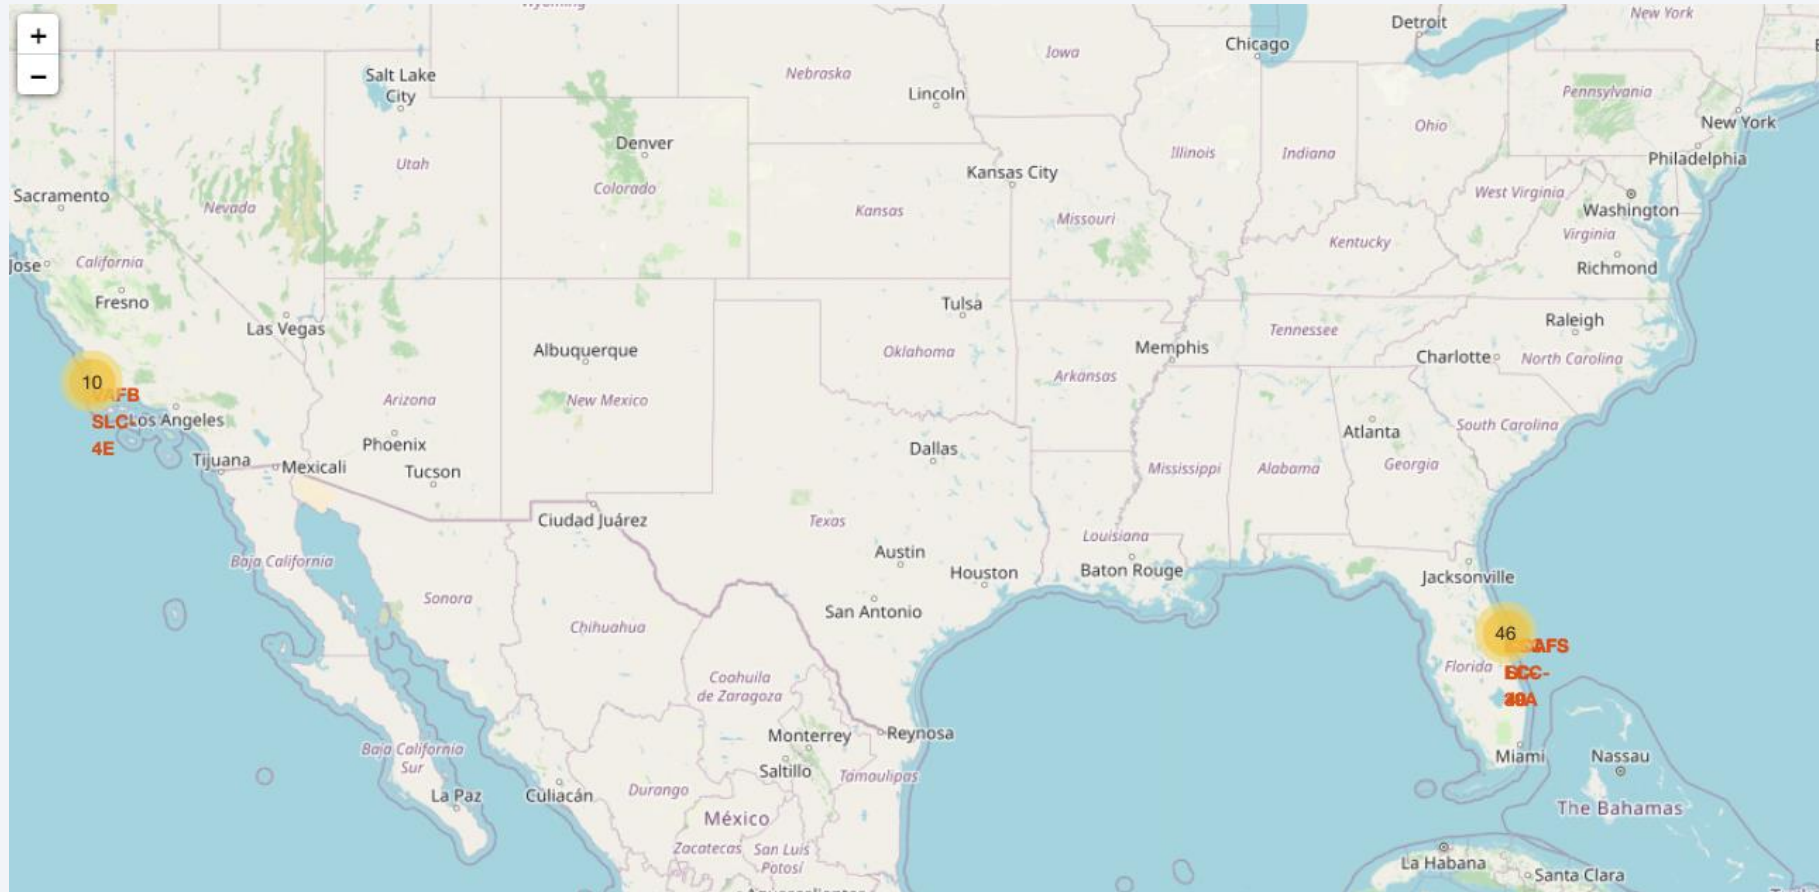 +
−
Wyoming
Detroit
New York
Chicago
Iowa
Nebraska
Salt Lake
City
Lincoln
Pennsylvania
New York
Denver
Ohio
Utah
Illinois
Indiana
Philadelphia
Kansas City
Colorado
West Virginia
Sacramento
Nevada
Kansas
Missouri
Washington
Virginia
Kentucky
Jose
California
Richmond
Fresno
Tulsa
Las Vegas
Raleigh
Tennessee
Albuquerque
Oklahoma
Memphis
Charlotte
North Carolina
10
VAFB
Arkansas
Arizona
New Mexico
SLC-
Los Angeles
4E
Phoenix
Dallas
Atlanta
South Carolina
Tijuana
Mexicali
Tucson
Mississippi
Alabama
Georgia
Ciudad Juárez
Texas
Louisiana
Baja California
Austin
Houston
Baton Rouge
Jacksonville
Sonora
San Antonio
Chihuahua
46
Florida
Coahuila
de Zaragoza
Monterrey
Reynosa
Baja California
Sur
Saltillo
Tamaulipas
Miami
Nassau
La Paz
Culiacán
Durango
México
The Bahamas
Zacatecas
San Luis
Potosí
La Habana
Santa Clara